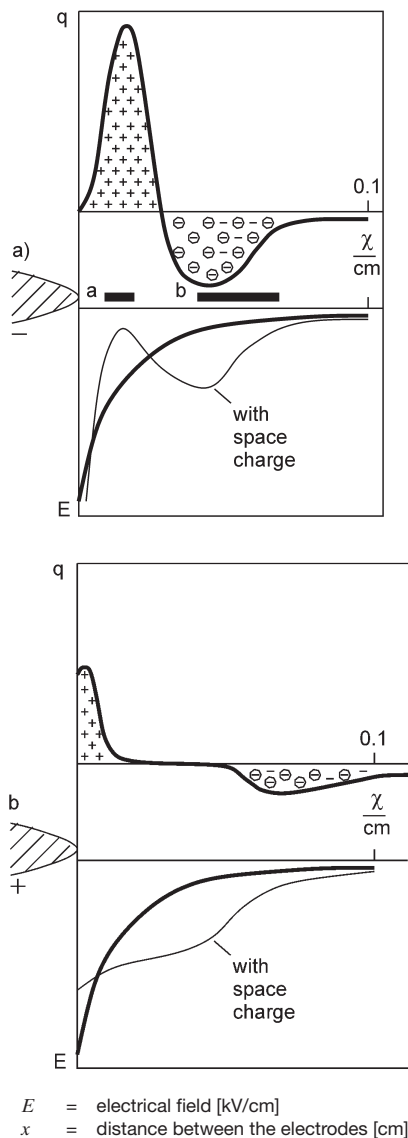 q
0.1
χ
cm
a)
−
a
b
with
space
charge
E
q
0.1
χ
cm
b
+
with
space
charge
E
E = electrical field [kV/cm]
x = distance between the electrodes [cm]